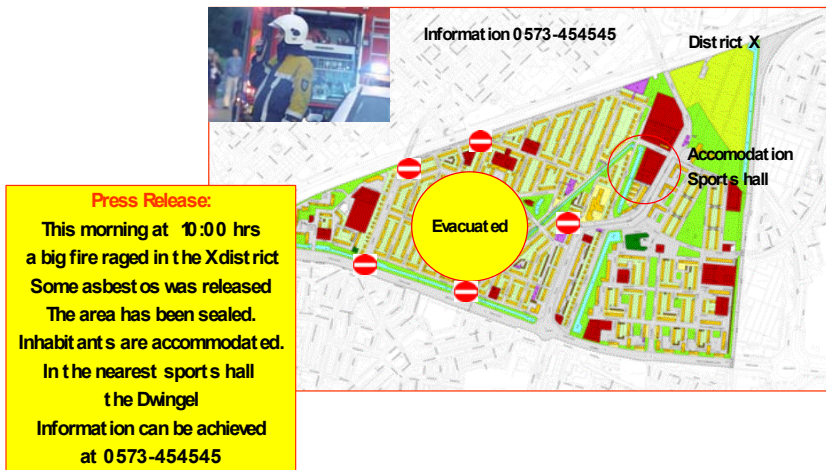 Information 0573-454545
District X
Accomodation
Sports hall
Evacuated
Press Release:
This morning at 10:00 hrs
a big fire raged in the X district
Some asbestos was released
The area has been sealed.
Inhabitants are accommodated.
In the nearest sports hall
the Dwingel
Information can be achieved
at 0573-454545